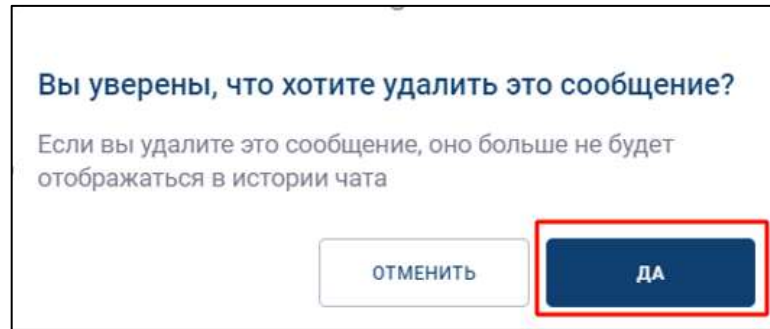 Вы уверены, что хотите удалить это сообщение?
Если вы удалите это сообщение, оно больше не будет
отображаться в истории чата
ОТМЕНИТЬ ДА